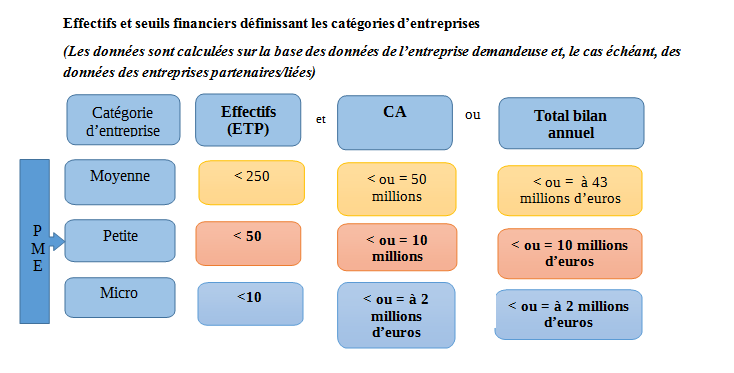 Effectifs et seuils financiers définissant les catégories d’entreprises
(Les données sont calculées sur la base des données de l’entreprise demandeuse et, le cas échéant, des
données des entreprises partenaires/liées)
Catégorie
d’entreprise
Effectifs
(ETP)
et
CA
ou
Total bilan
annuel
P
M
E
Moyenne
< 250
< ou = 50
millions
< ou = à 43
millions d’euros
Petite
< 50
< ou = 10
millions
< ou = 10 millions
d’euros
Micro
<10
< ou = à 2
millions
d’euros
< ou = à 2 millions
d’euros